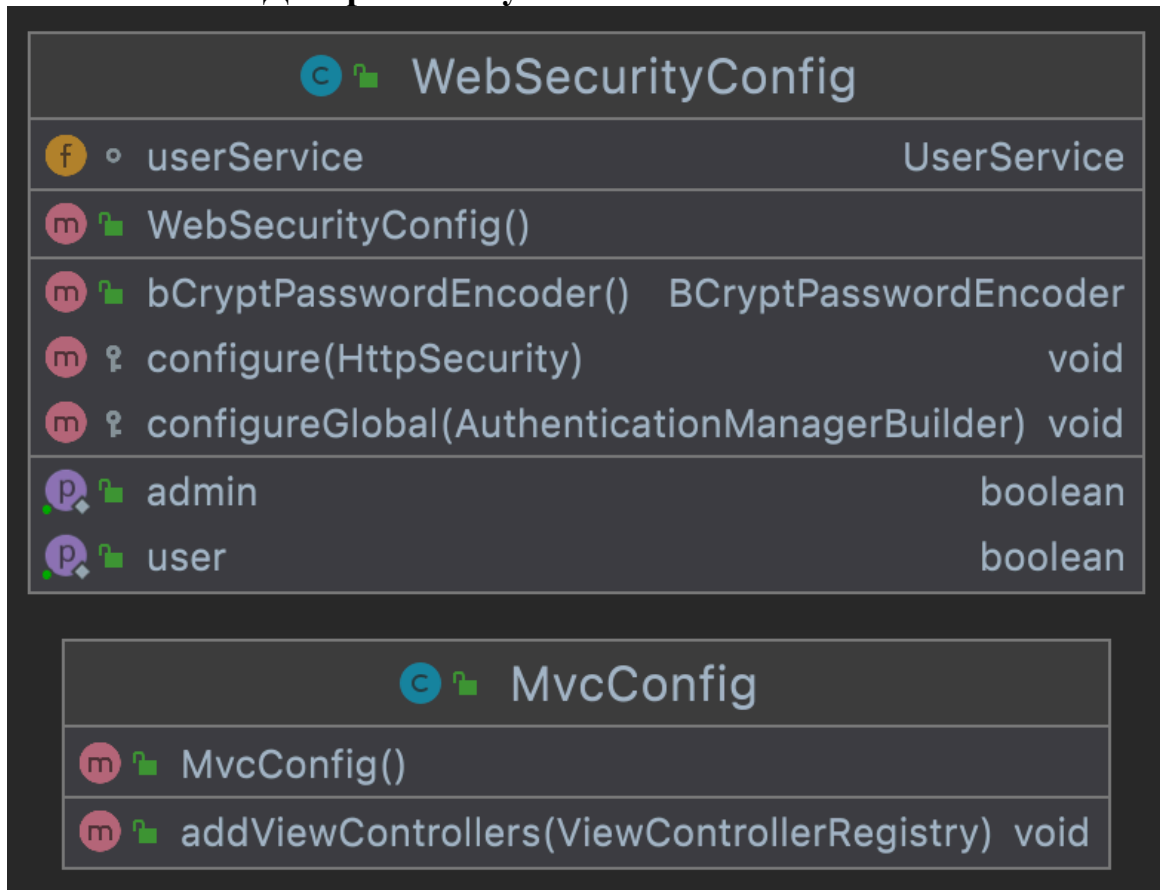 WebSecurityConfig
userService UserService
WebSecurityConfig()
bCryptPasswordEncoder() BCryptPasswordEncoder
configure(HttpSecurity) void
configureGlobal(AuthenticationManagerBuilder) void
admin boolean
user boolean
MvcConfig
MvcConfig()
addViewControllers(ViewControllerRegistry) void